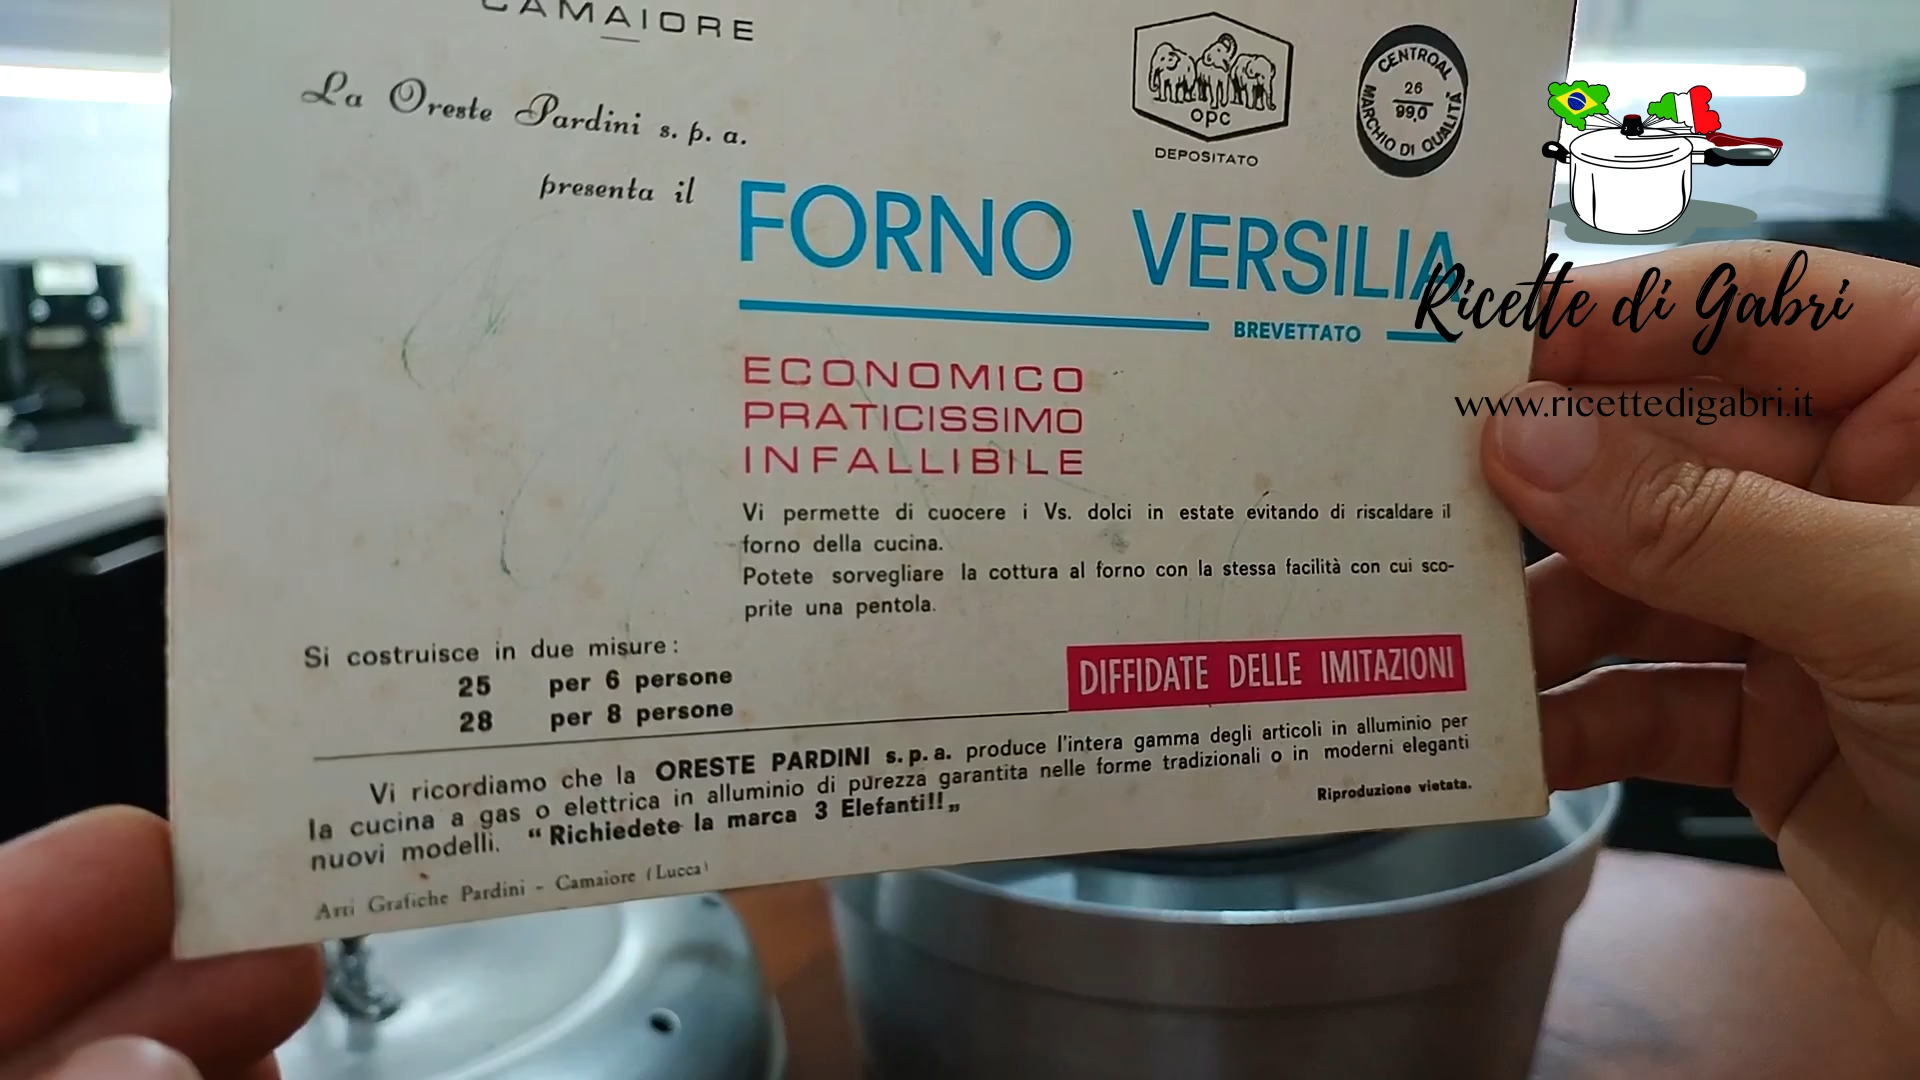 CAMAIORE
La Oreste Pardini s. p. a.
presenta il
opc
DEPOSITATO
CENTROAL
26
99,0
MARCHIO DI QUALITA'
FORNO VERSILIA
BREVETTATO
ECONOMICO
PRATICISSIMO
INFALLIBILE
Vi permette di cuocere i Vs. dolci in estate evitando di riscaldare il
forno della cucina.
Potete sorvegliare la cottura al forno con la stessa facilità con cui sco-
prite una pentola.
Si costruisce in due misure:
25 per 6 persone
28 per 8 persone
DIFFIDATE DELLE IMITAZIONI
Vi ricordiamo che la ORESTE PARDINI s. p. a. produce l'intera gamma degli articoli in alluminio per
la cucina a gas o elettrica in alluminio di purezza garantita nelle forme tradizionali o in moderni eleganti
nuovi modelli. “Richiedete la marca 3 Elefanti!!„
Riproduzione vietata.
Arti Grafiche Pardini - Camaiore (Lucca)
Ricette di Gabri
www.ricettedigabri.it